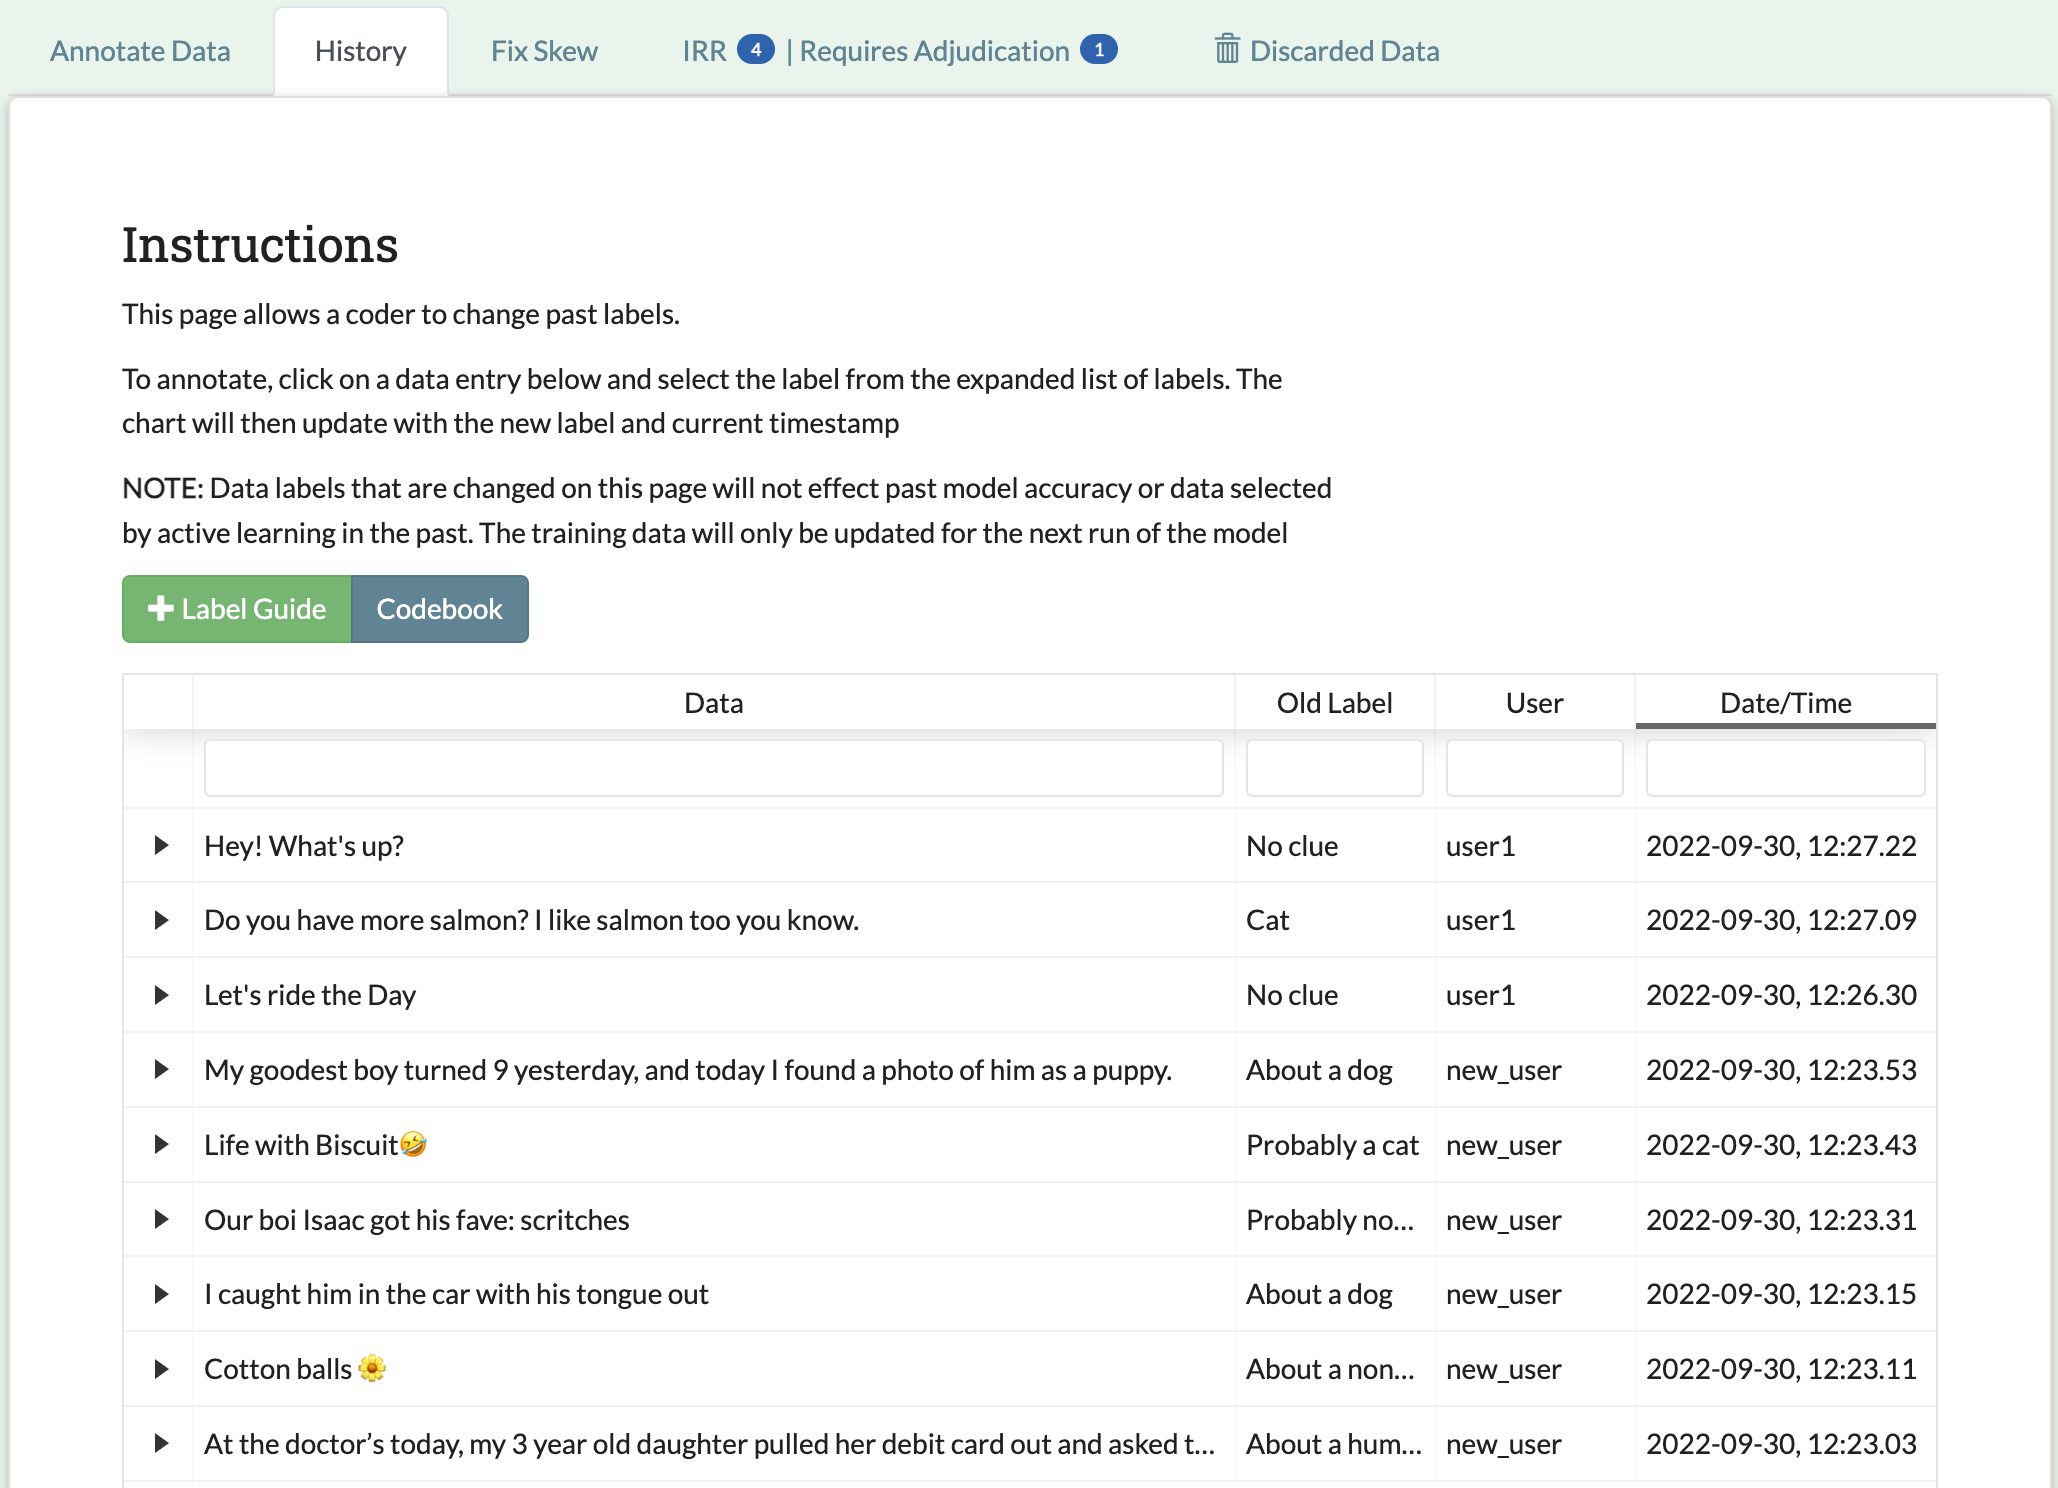 Annotate Data History Fix Skew IRR 4 | Requires Adjudication 1 Discarded Data
Instructions
This page allows a coder to change past labels.
To annotate, click on a data entry below and select the label from the expanded list of labels. The
chart will then update with the new label and current timestamp
NOTE: Data labels that are changed on this page will not effect past model accuracy or data selected
by active learning in the past. The training data will only be updated for the next run of the model
Label Guide Codebook
Data Old Label User Date/Time
Hey! What's up? No clue user1 2022-09-30, 12:27.22
Do you have more salmon? I like salmon too you know. Cat user1 2022-09-30, 12:27.09
Let's ride the Day No clue user1 2022-09-30, 12:26.30
My goodest boy turned 9 yesterday, and today I found a photo of him as a puppy. About a dog new_user 2022-09-30, 12:23.53
Life with Biscuit🤣 Probably a cat new_user 2022-09-30, 12:23.43
Our boi Isaac got his fave: scritches Probably no... new_user 2022-09-30, 12:23.31
I caught him in the car with his tongue out About a dog new_user 2022-09-30, 12:23.15
Cotton balls 🌼 About a non... new_user 2022-09-30, 12:23.11
At the doctor’s today, my 3 year old daughter pulled her debit card out and asked t... About a hum... new_user 2022-09-30, 12:23.03